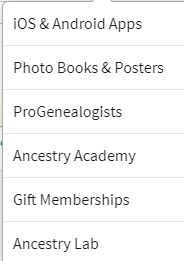 iOS & Android Apps
Photo Books & Posters
ProGenealogists
Ancestry Academy
Gift Memberships
Ancestry Lab